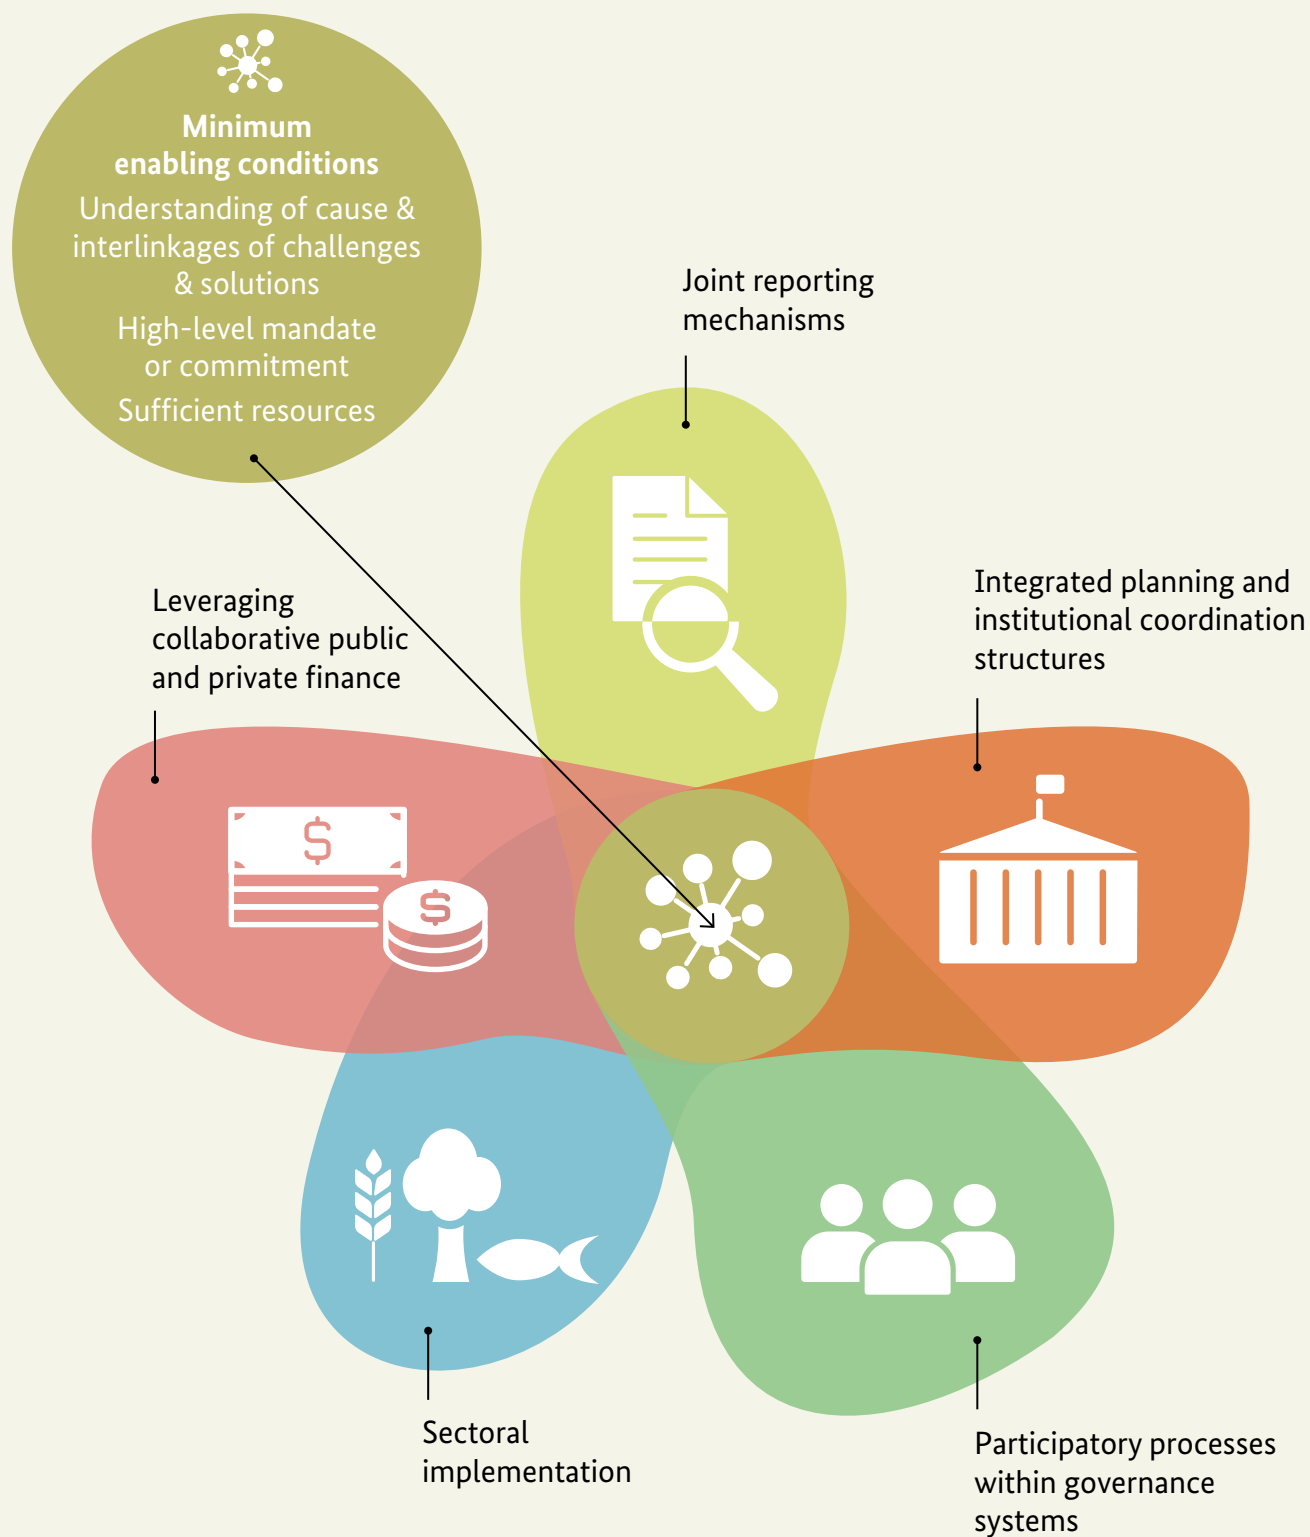 Minimum
enabling conditions
Understanding of cause &
interlinkages of challenges
& solutions
High-level mandate
or commitment
Sufficient resources
Joint reporting
mechanisms
Integrated planning and
institutional coordination
structures
Leveraging
collaborative public
and private finance
$
$
Sectoral
implementation
Participatory processes
within governance
systems